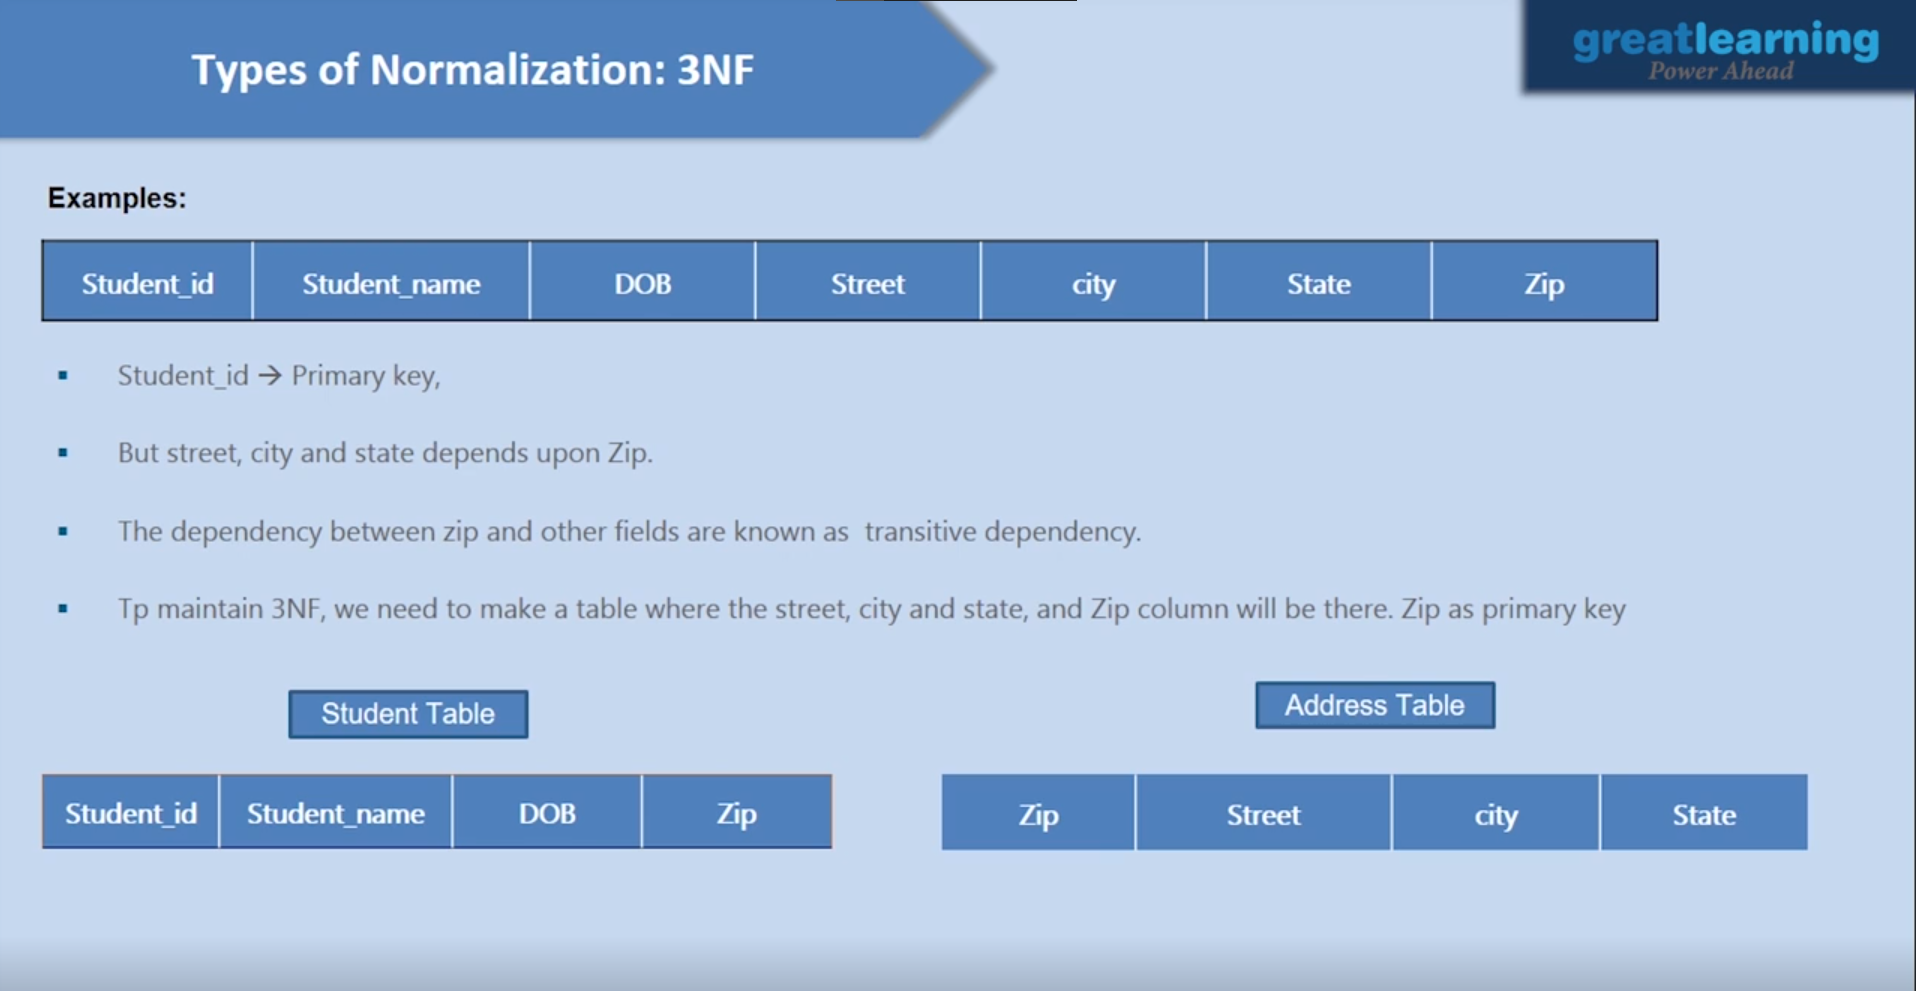 Types of Normalization: 3NF
greatlearning
Power Ahead
Examples:
Student_id Student_name DOB Street city State Zip
▪ Student_id → Primary key,
▪ But street, city and state depends upon Zip.
▪ The dependency between zip and other fields are known as  transitive dependency.
▪ Tp maintain 3NF, we need to make a table where the street, city and state, and Zip column will be there. Zip as primary key
Student Table
Address Table
Student_id Student_name DOB Zip
Zip Street city State